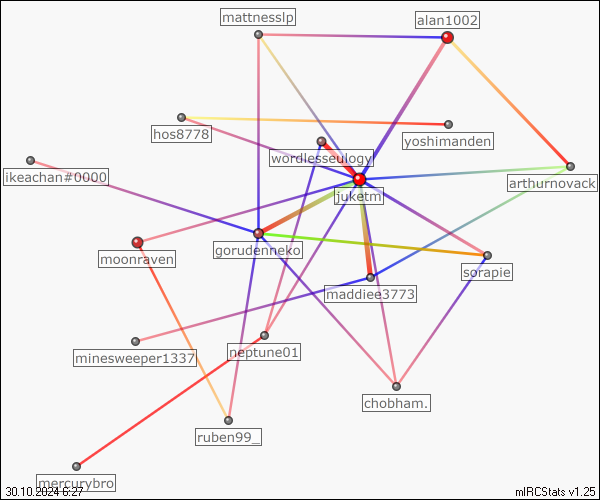 mattnesslp
alan1002
hos8778
yoshimanden
wordlesseulogy
ikeachan#0000
arthurnovack
juketm
gorudenneko
moonraven
sorapie
maddiee3773
minesweeper1337
neptune01
chobham.
ruben99_
mercurybro
30.10.2024 6:27
mIRCStats v1.25